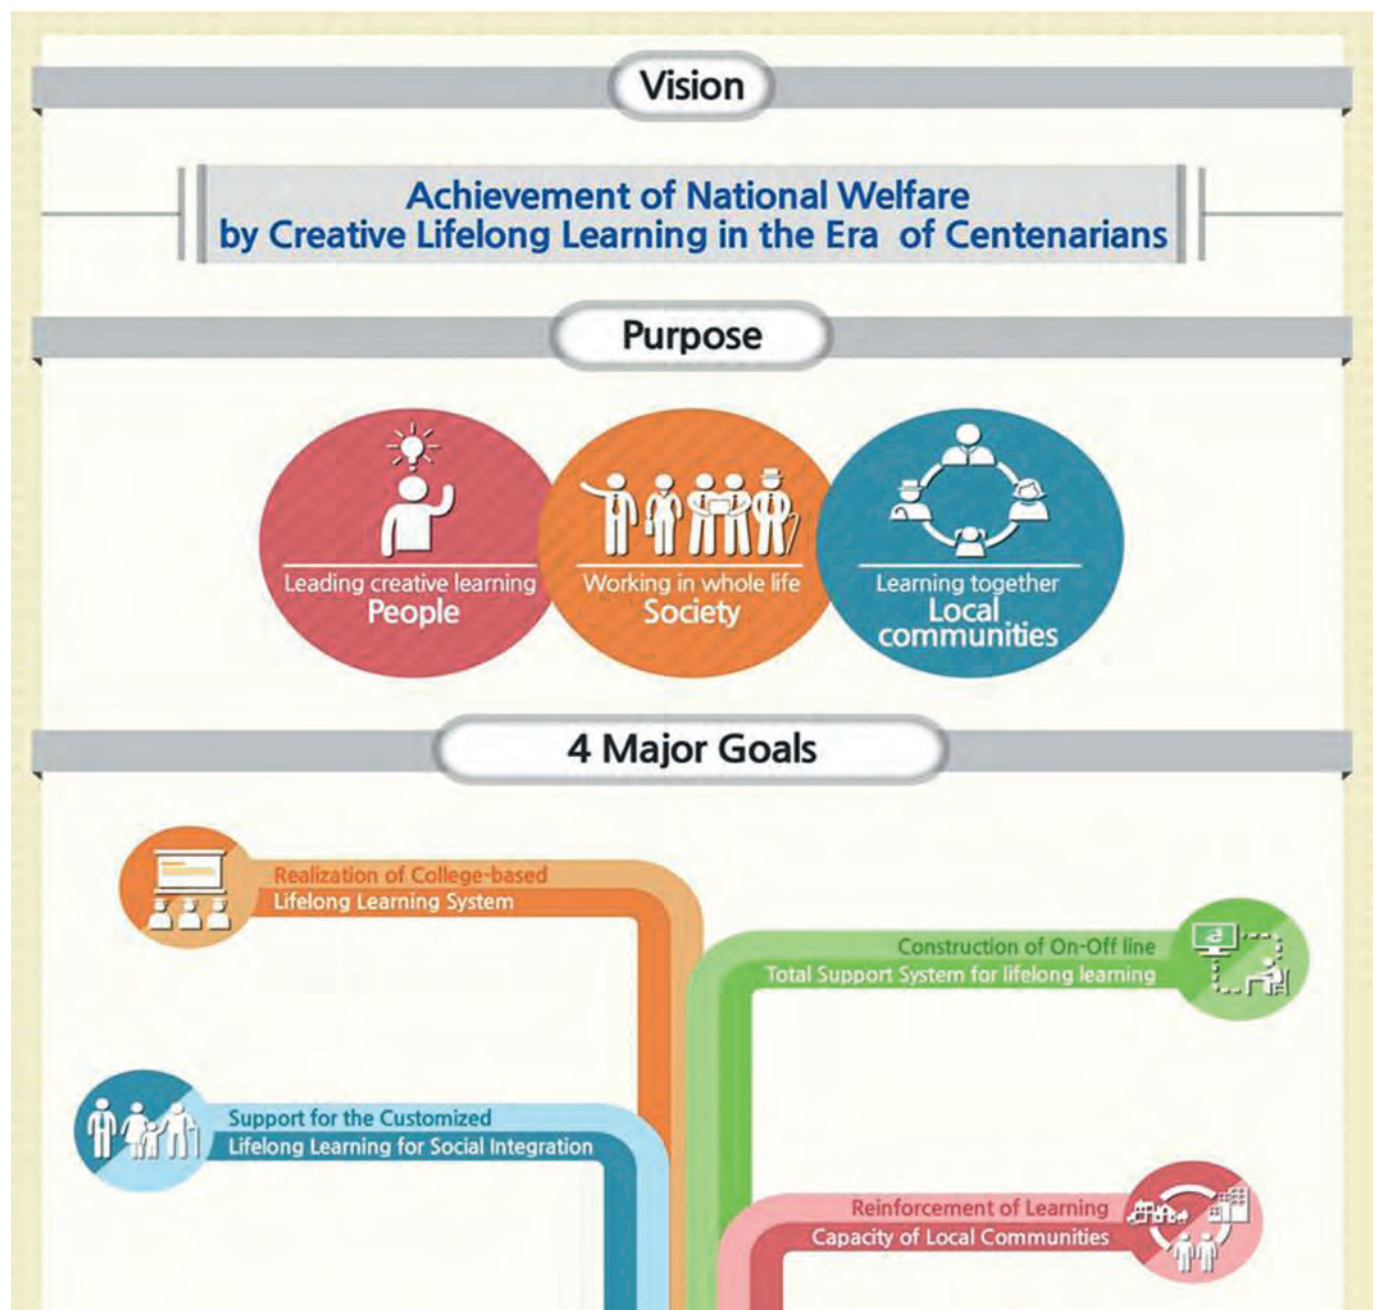 Vision
Achievement of National Welfare
by Creative Lifelong Learning in the Era of Centenarians
Purpose
Leading creative learning
People
Working in whole life
Society
Learning together
Local
communities
4 Major Goals
Realization of College-based
Lifelong Learning System
Construction of On-Off line
Total Support System for lifelong learning
Support for the Customized
Lifelong Learning for Social Integration
Reinforcement of Learning
Capacity of Local Communities